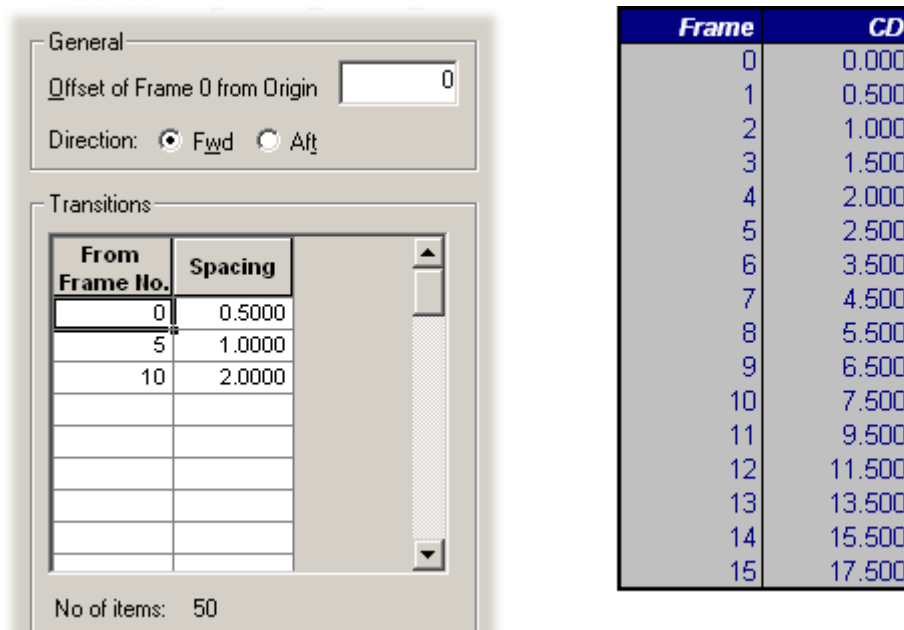 General
Offset of Frame 0 from Origin 0
Direction: Fwd Aft
Transitions
From Frame No. Spacing
0 0.5000
5 1.0000
10 2.0000
No of items: 50
Frame CD
0 0.000
1 0.500
2 1.000
3 1.500
4 2.000
5 2.500
6 3.500
7 4.500
8 5.500
9 6.500
10 7.500
11 9.500
12 11.500
13 13.500
14 15.500
15 17.500